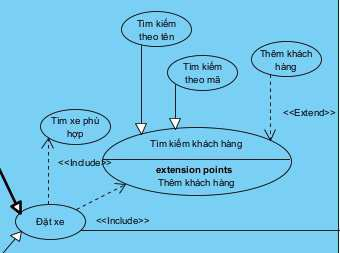 Tìm kiếm
theo tên
Thêm khách
hàng
Tìm kiếm
theo mã
<<Extend>>
Tìm xe phù
hợp
Tìm kiếm khách hàng
<<Include>>
extension points
Thêm khách hàng
Đặt xe
<<Include>>